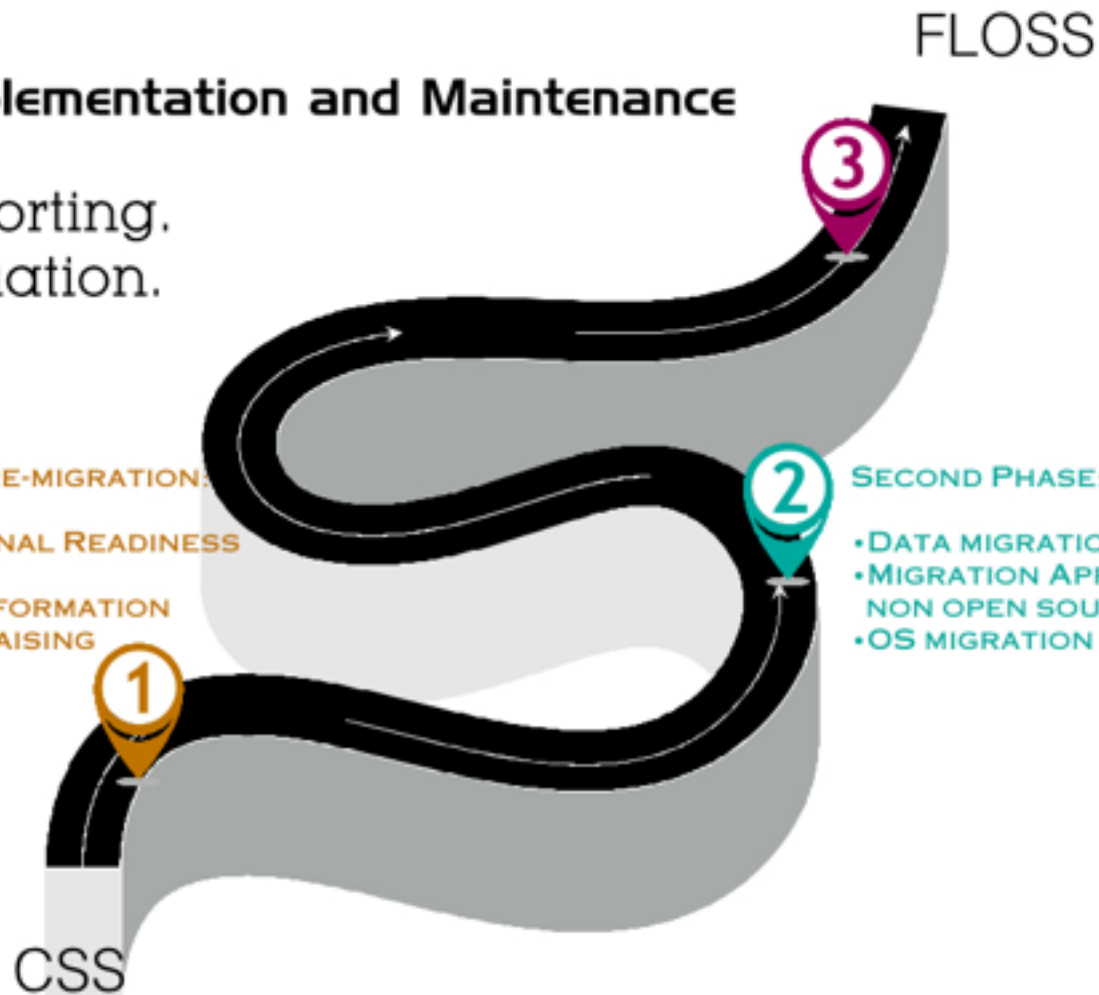 FLOSS
lementation and Maintenance
3
orting.
ation.
E-MIGRATION:
2
SECOND PHASE:
NAL READINESS
•DATA MIGRATIO
•MIGRATION APP
FORMATION
NON OPEN SOU
AISING
•OS MIGRATION
1
CSS